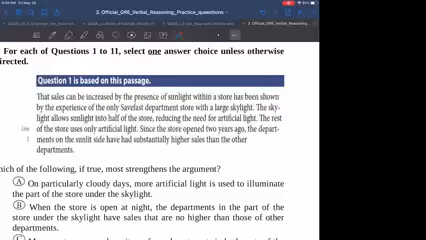 2. Official_GRE_Verbal_Reasoning_Practice_questions
For each of Questions 1 to 11, select one answer choice unless otherwise
irected.
Question 1 is based on this passage.
That sales can be increased by the presence of sunlight within a store has been shown
by the experience of the only Savefast department store with a large skylight. The sky-
light allows sunlight into half of the store, reducing the need for artificial light. The rest
Line
of the store uses only artificial light. Since the store opened two years ago, the depart-
5
ments on the sunlit side have had substantially higher sales than the other
departments.
hich of the following, if true, most strengthens the argument?
A On particularly cloudy days, more artificial light is used to illuminate
the part of the store under the skylight.
B When the store is open at night, the departments in the part of the
store under the skylight have sales that are no higher than those of other
departments.